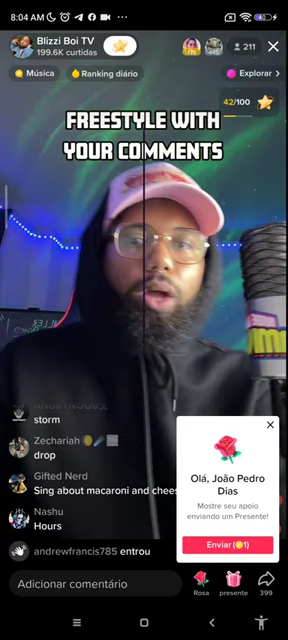 8:04 AM
Blizzi Boi TV
199.6K curtidas
211
Música
Ranking diário
Explorar
42/100
FREESTYLE WITH
YOUR COMMENTS
storm
Zechariah
drop
Gifted Nerd
Sing about macaroni and chees
Nashu
Hours
andrewfrancis785 entrou
Olá, João Pedro
Dias
Mostre seu apoio
enviando um Presente!
Enviar (1)
Adicionar comentário
Rosa
presente
399